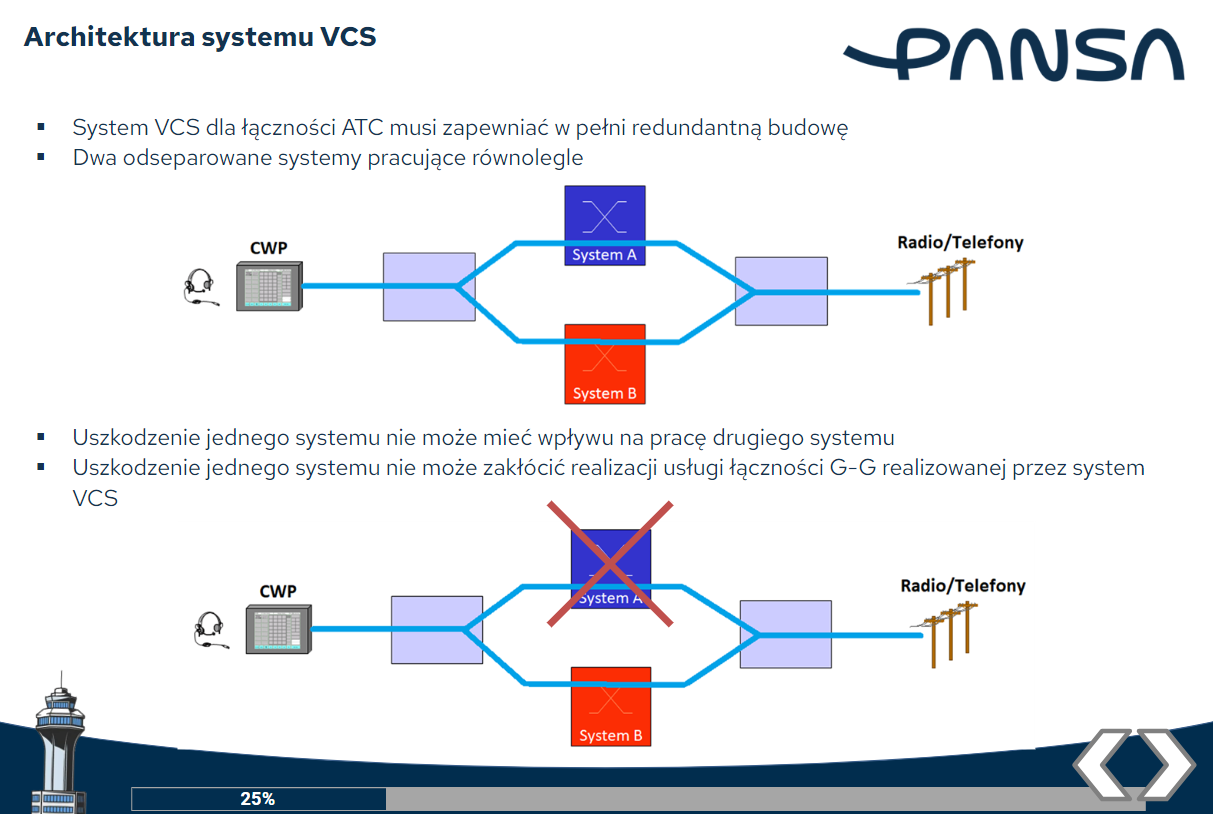 Architektura systemu VCS
PANSA
▪ System VCS dla łączności ATC musi zapewniać w pełni redundantną budowę
▪ Dwa odseparowane systemy pracujące równolegle
CWP
System A
Radio/Telefony
System B
▪ Uszkodzenie jednego systemu nie może mieć wpływu na pracę drugiego systemu
▪ Uszkodzenie jednego systemu nie może zakłócić realizacji usługi łączności G-G realizowanej przez system
VCS
CWP
System A
Radio/Telefony
System B
25%